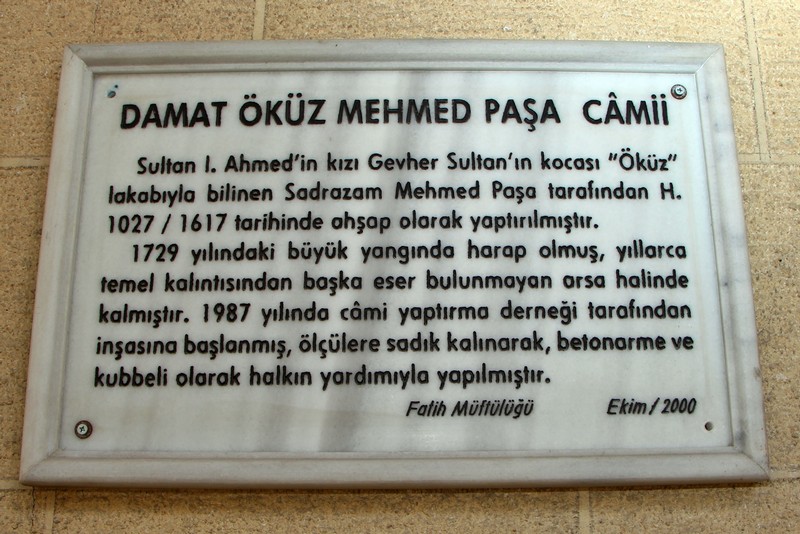 DAMAT ÖKÜZ MEHMED PAŞA CÂMİİ
Sultan I. Ahmed'in kızı Gevher Sultan'ın kocası "Öküz"
lakabıyla bilinen Sadrazam Mehmed Paşa tarafından H.
1027 / 1617 tarihinde ahşap olarak yaptırılmıştır.
1729 yılındaki büyük yangında harap olmuş, yıllarca
temel kalıntısından başka eser bulunmayan arsa halinde
kalmıştır. 1987 yılında câmi yaptırma derneği tarafından
inşasına başlanmış, ölçülere sadık kalınarak, betonarme ve
kubbeli olarak halkın yardımıyla yapılmıştır.
Fatih Müftülüğü Ekim / 2000